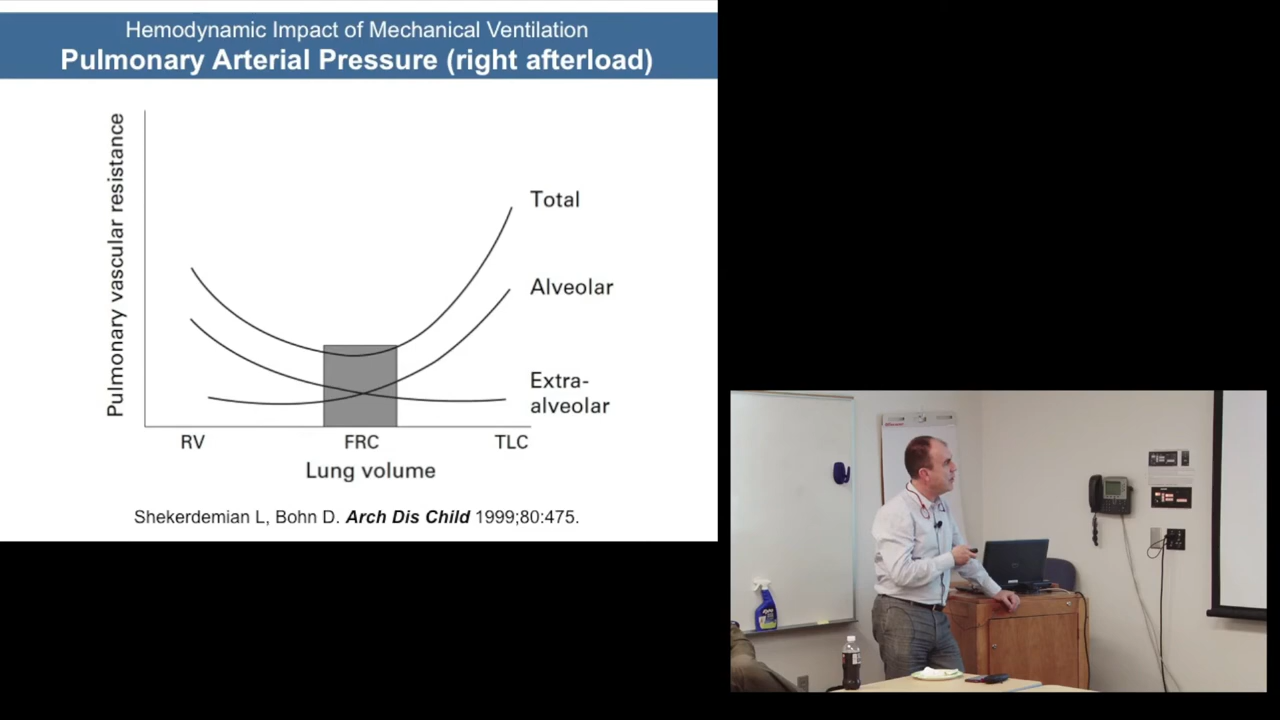 Hemodynamic Impact of Mechanical Ventilation
Pulmonary Arterial Pressure (right afterload)
Pulmonary vascular resistance
Total
Alveolar
Extra-
alveolar
RV
FRC
TLC
Lung volume
Shekerdemian L, Bohn D. Arch Dis Child 1999;80:475.